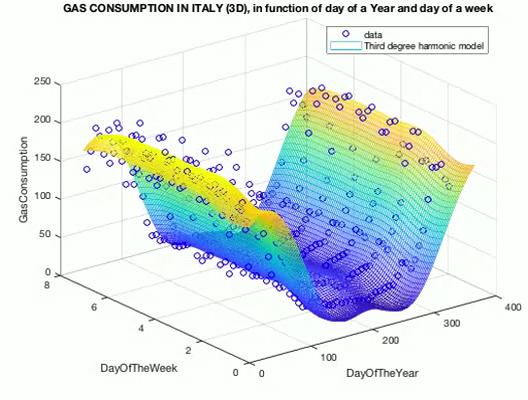 GAS CONSUMPTION IN ITALY (3D), in function of day of a Year and day of a week
data
Third degree harmonic model
250
200
150
100
50
0
GasConsumption
8
6
4
2
0
DayOfTheWeek
0
100
200
300
400
DayOfTheYear